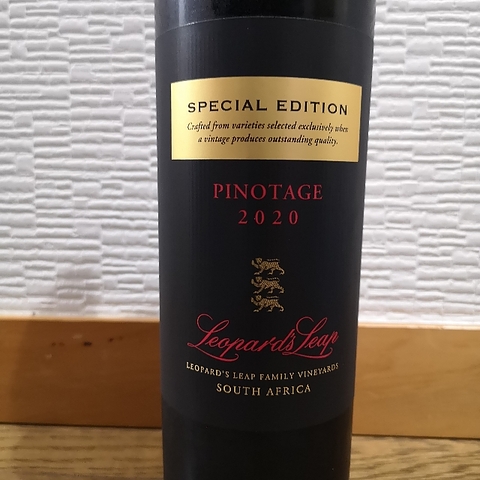 SPECIAL EDITION
Crafted from varieties selected exclusively when
a vintage produces outstanding quality.
PINOTAGE
2020
Leopard's Leap
LEOPARD'S LEAP FAMILY VINEYARDS
SOUTH AFRICA